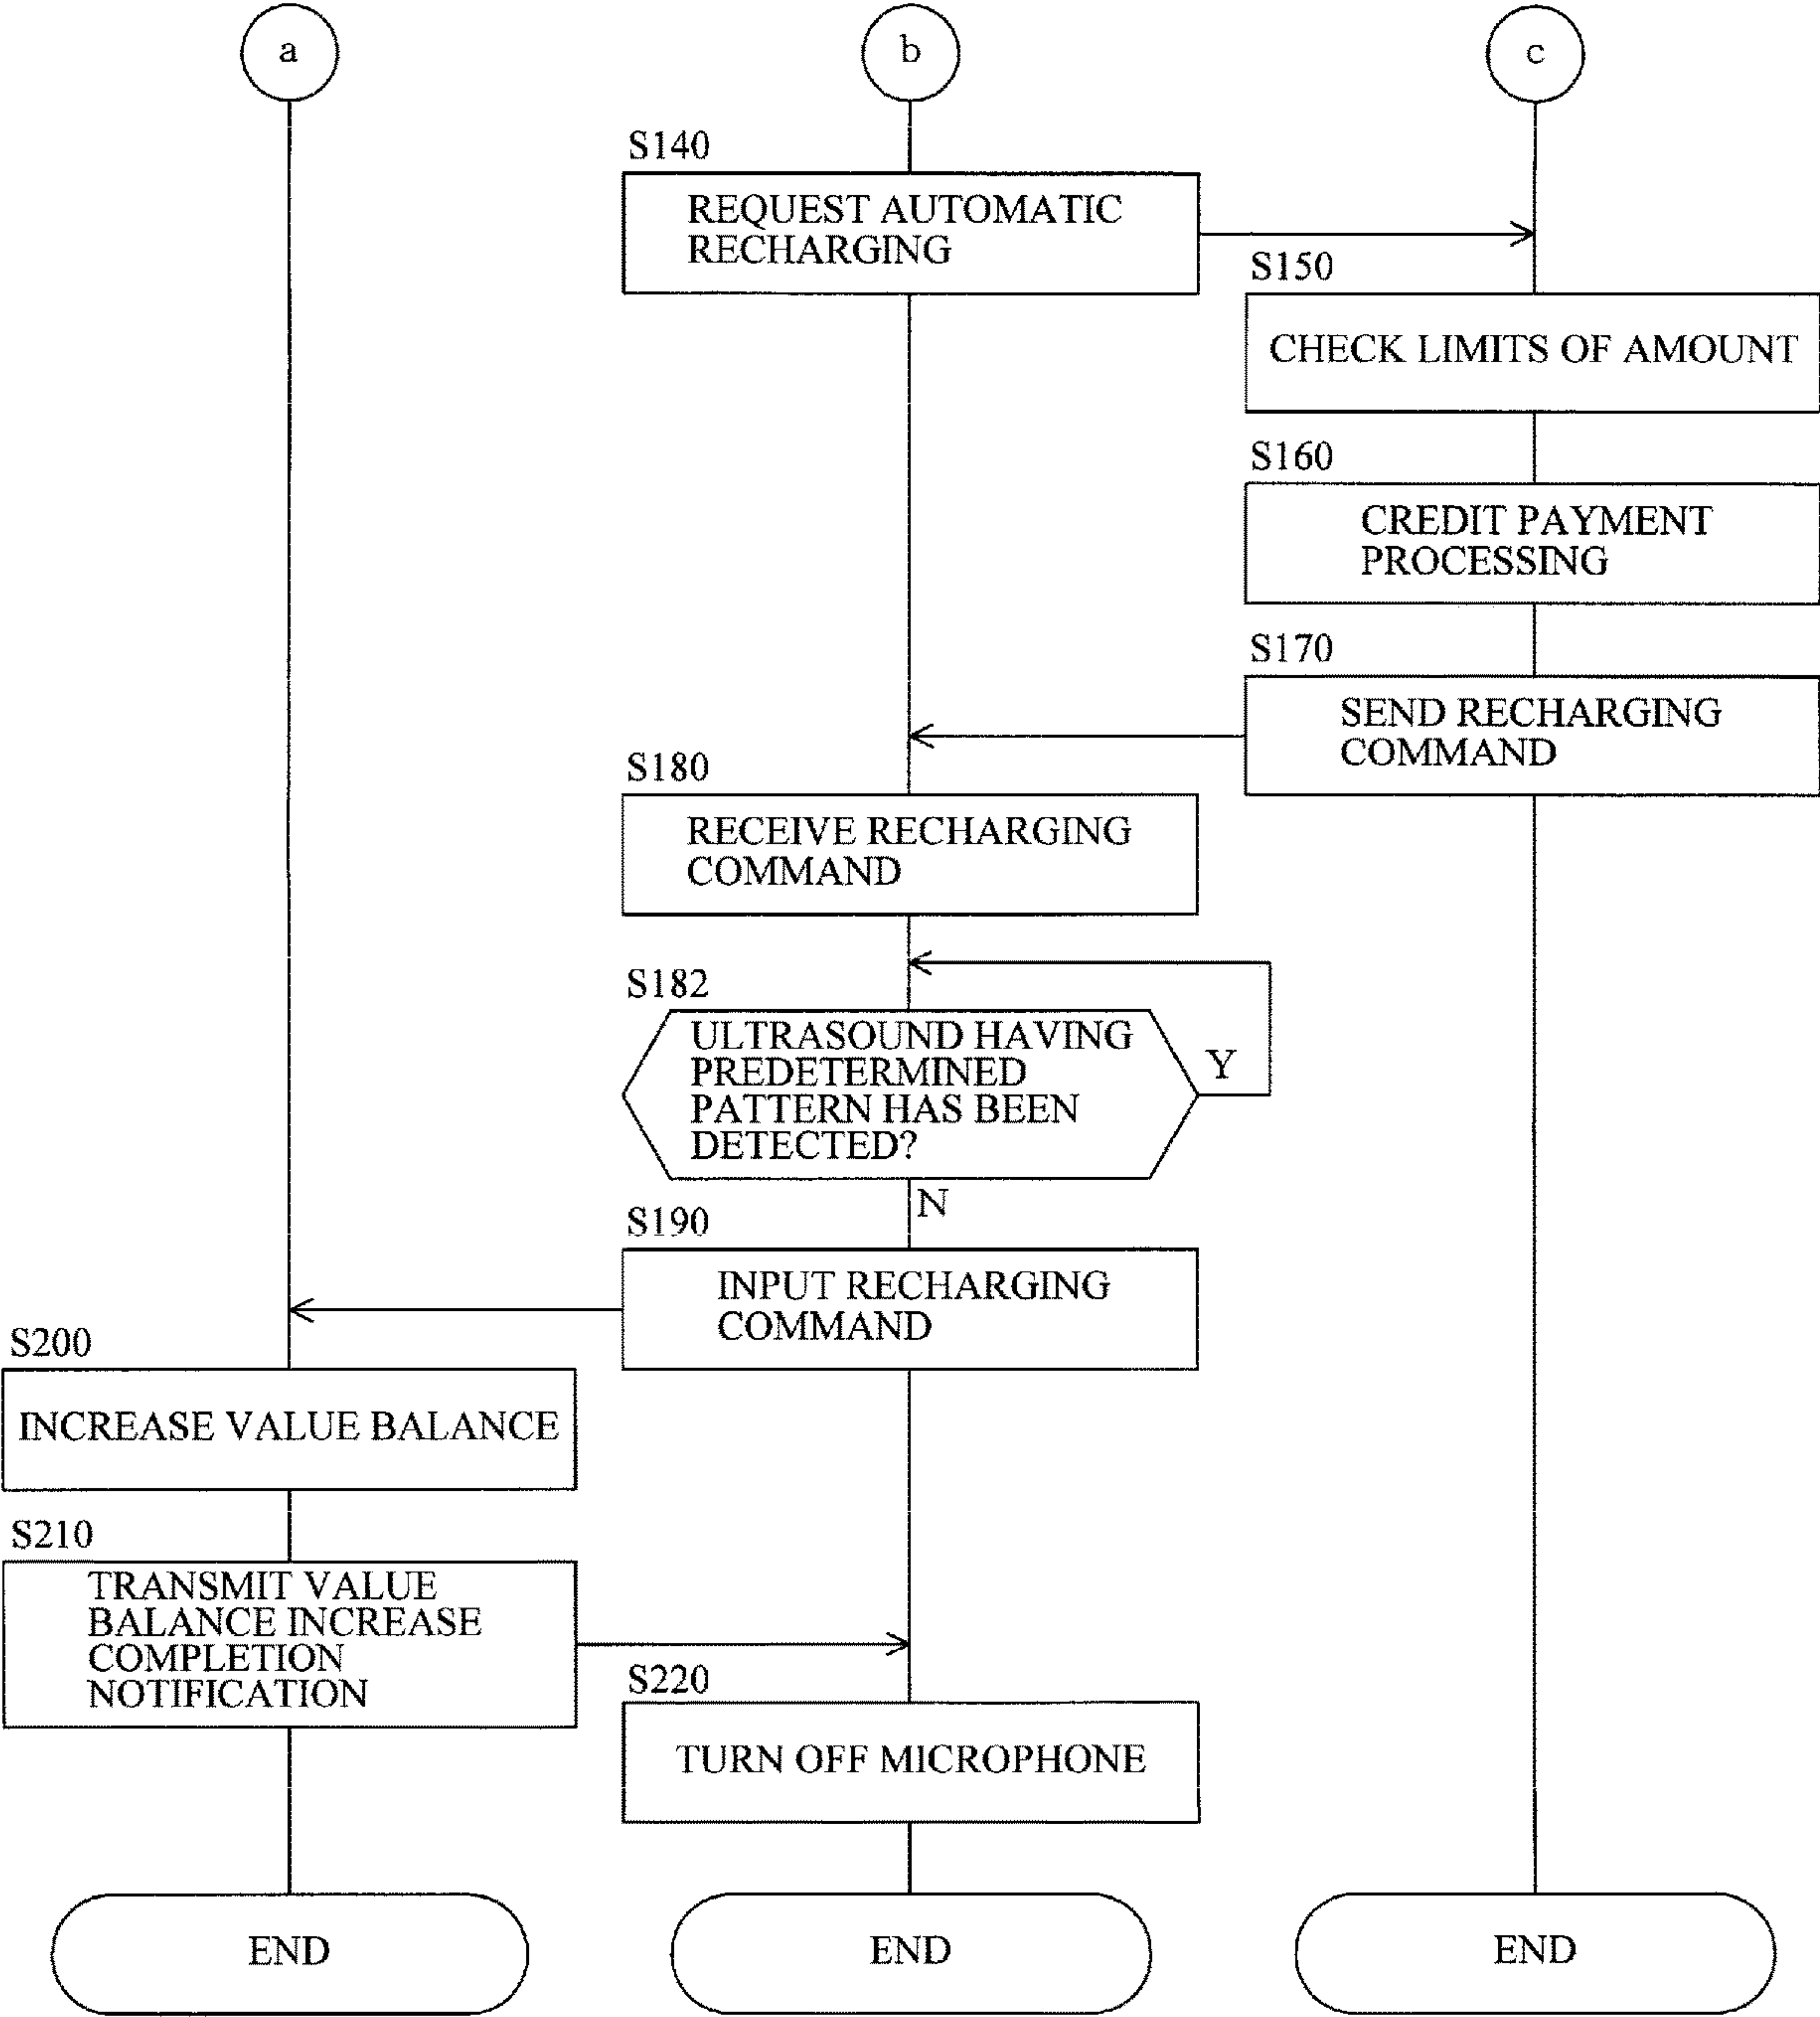 a
b
c
S140
REQUEST AUTOMATIC
RECHARGING
S150
CHECK LIMITS OF AMOUNT
S160
CREDIT PAYMENT
PROCESSING
S170
SEND RECHARGING
COMMAND
S180
RECEIVE RECHARGING
COMMAND
S182
ULTRASOUND HAVING
PREDETERMINED
PATTERN HAS BEEN
DETECTED?
Y
N
S190
INPUT RECHARGING
COMMAND
S200
INCREASE VALUE BALANCE
S210
TRANSMIT VALUE
BALANCE INCREASE
COMPLETION
NOTIFICATION
S220
TURN OFF MICROPHONE
END
END
END